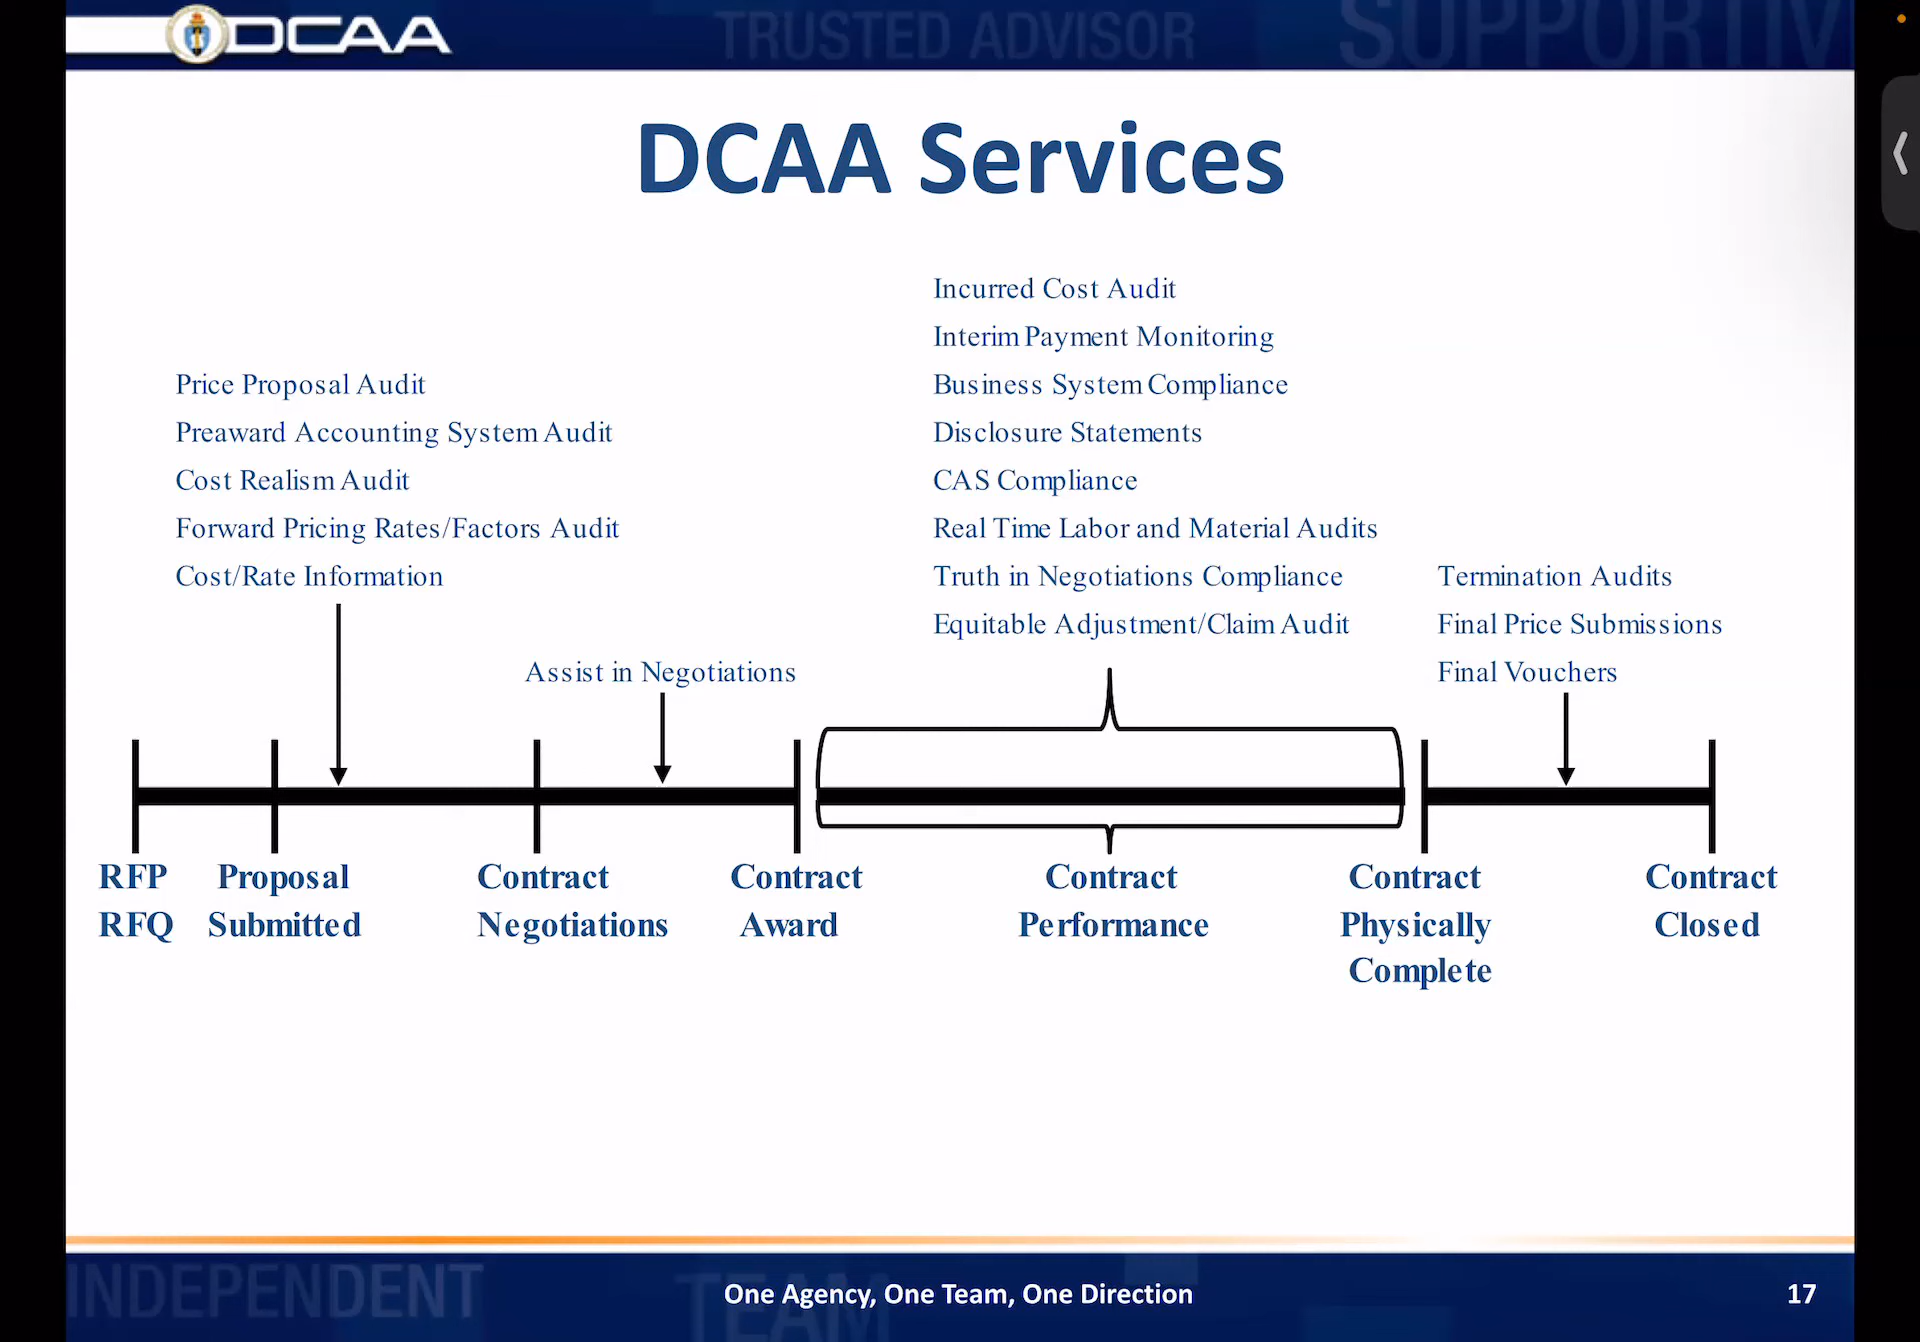 DCAA
TRUSTED ADVISOR
SUPPORTIV
DCAA Services
Incurred Cost Audit
Interim Payment Monitoring
Price Proposal Audit
Business System Compliance
Preaward Accounting System Audit
Disclosure Statements
Cost Realism Audit
CAS Compliance
Forward Pricing Rates/Factors Audit
Real Time Labor and Material Audits
Cost/Rate Information
Truth in Negotiations Compliance
Termination Audits
Equitable Adjustment/Claim Audit
Final Price Submissions
Assist in Negotiations
Final Vouchers
RFP
RFQ
Proposal
Submitted
Contract
Negotiations
Contract
Award
Contract
Performance
Contract
Physically
Complete
Contract
Closed
INDEPENDENT
TEAM
One Agency, One Team, One Direction
17